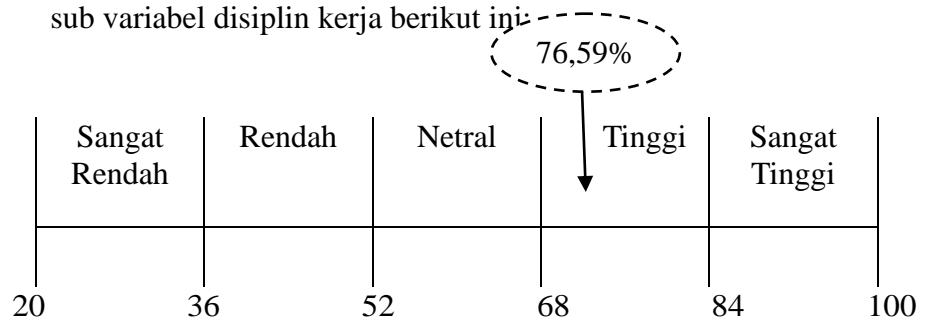 sub variabel disiplin kerja berikut ini:
76,59%
Sangat Rendah Netral Tinggi Sangat
Rendah Tinggi
20 36 52 68 84 100